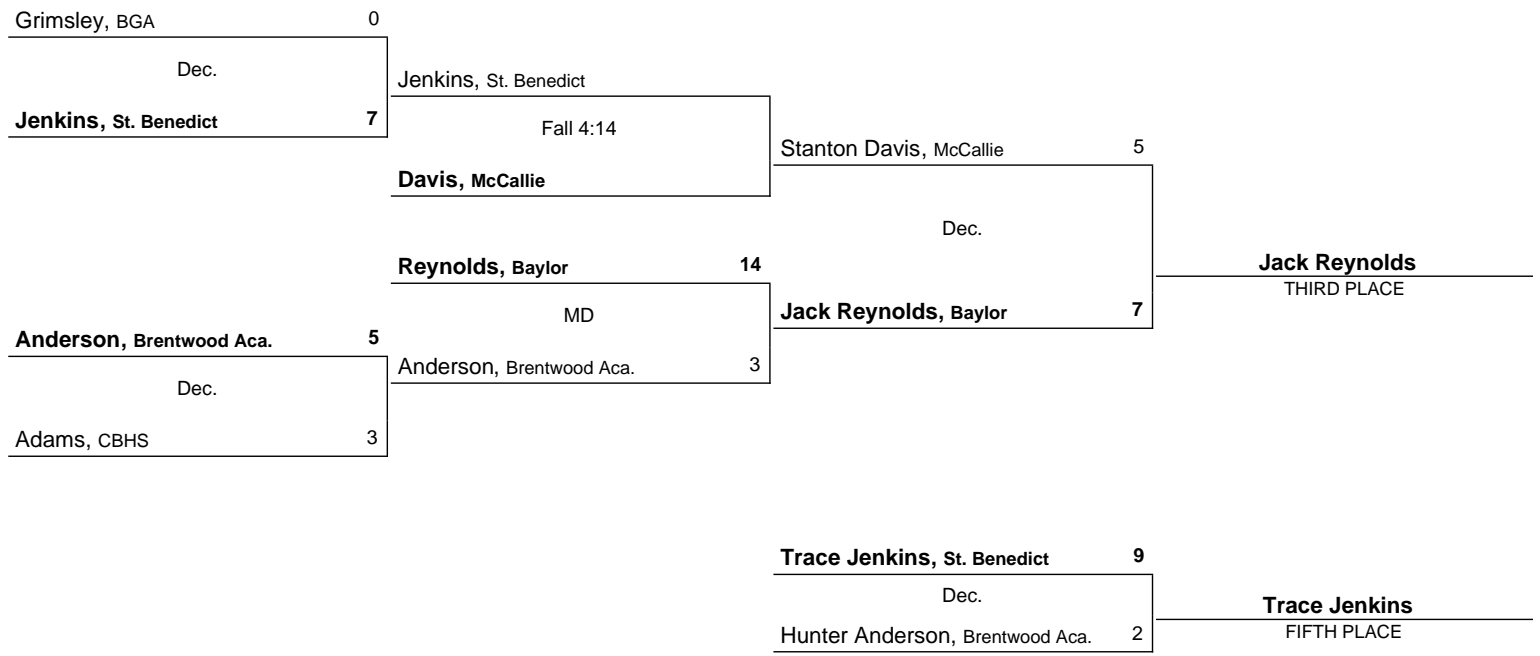 Grimsley, BGA 0
Dec.
Jenkins, St. Benedict 7
Jenkins, St. Benedict
Fall 4:14
Davis, McCallie
Stanton Davis, McCallie 5
Dec.
Jack Reynolds, Baylor 7
Reynolds, Baylor 14
MD
Anderson, Brentwood Aca. 3
Anderson, Brentwood Aca. 5
Dec.
Adams, CBHS 3
Jack Reynolds
THIRD PLACE
Trace Jenkins, St. Benedict 9
Dec.
Hunter Anderson, Brentwood Aca. 2
Trace Jenkins
FIFTH PLACE